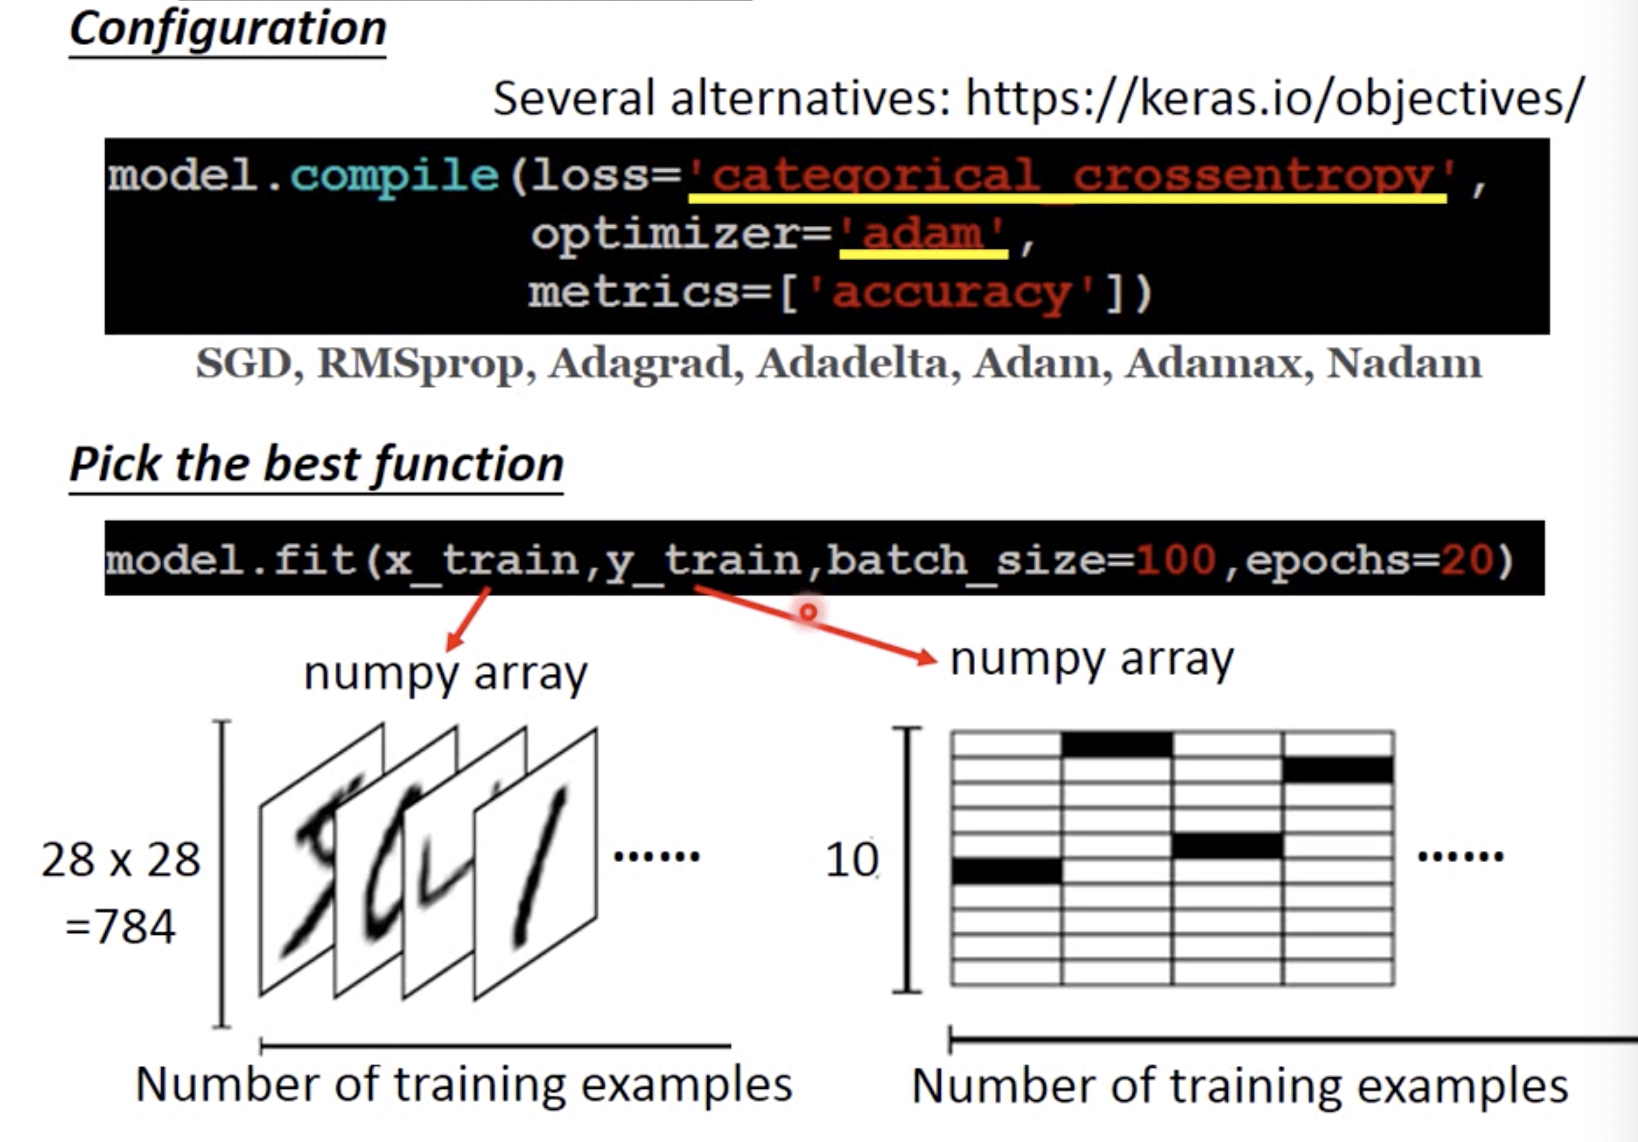 Configuration
Several alternatives: https://keras.io/objectives/
model.compile(loss='categorical_crossentropy',
optimizer='adam',
metrics=['accuracy'])
SGD, RMSprop, Adagrad, Adadelta, Adam, Adamax, Nadam
Pick the best function
model.fit(x_train,y_train,batch_size=100,epochs=20)
numpy array
numpy array
28 x 28
=784
......
10
......
Number of training examples
Number of training examples